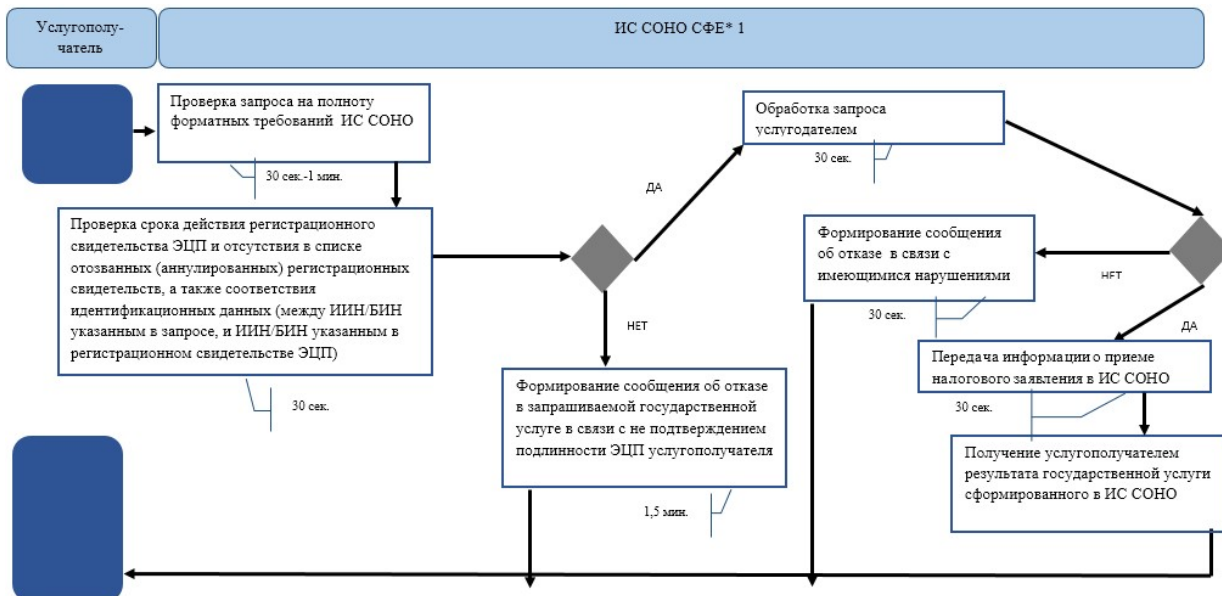 Услугополу-
чатель
ИС СОНО СФЕ* 1
Проверка запроса на полноту
форматных требований ИС СОНО
30 сек.-1 мин.
Обработка запроса
услугодателем
30 сек.
ДА
Проверка срока действия регистрационного
свидетельства ЭЦП и отсутствия в списке
отозванных (аннулированных) регистрационных
свидетельств, а также соответствия
идентификационных данных (между ИИН/БИН
указанным в запросе, и ИИН/БИН указанным в
регистрационном свидетельстве ЭЦП)
30 сек.
НЕТ
Формирование сообщения об отказе
в запрашиваемой государственной
услуге в связи с не подтверждением
подлинности ЭЦП услугополучателя
1,5 мин.
Формирование сообщения
об отказе в связи с
имеющимися нарушениями
НЕТ
30 сек.
ДА
Передача информации о приеме
налогового заявления в ИС СОНО
30 сек.
Получение услугополучателем
результата государственной услуги
сформированного в ИС СОНО